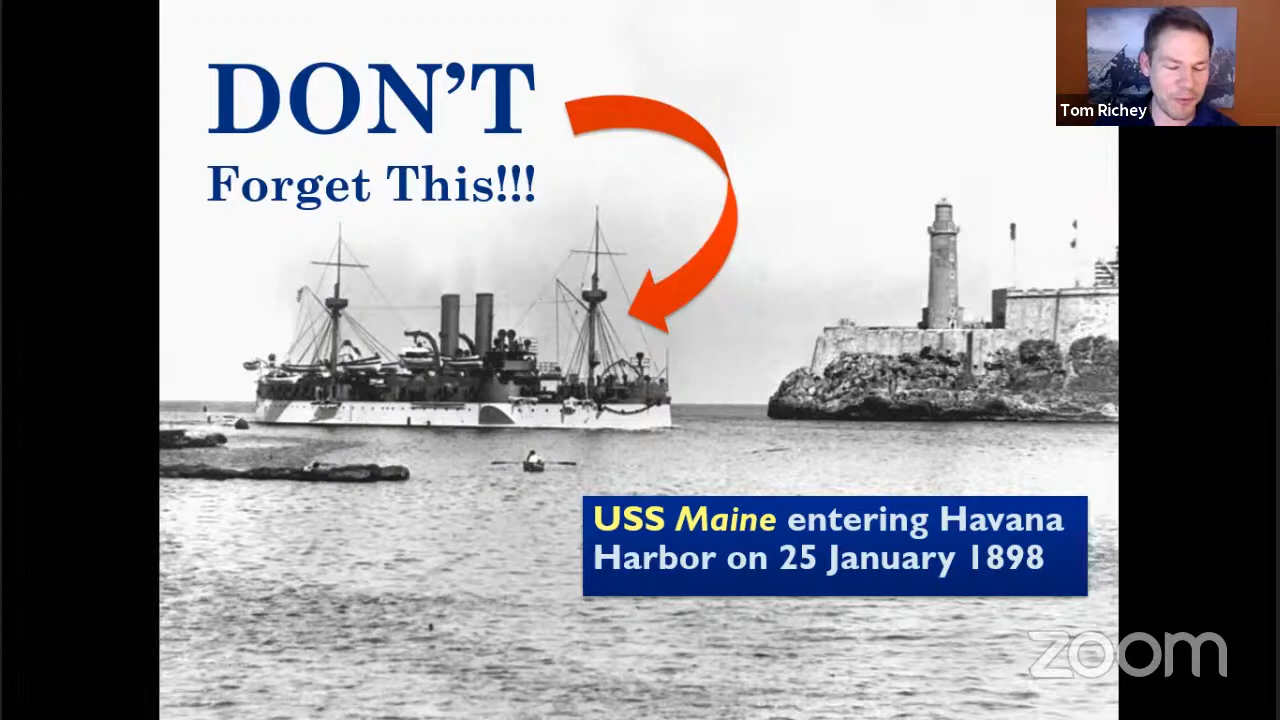 DON’T
Forget This!!!
Tom Richey
USS Maine entering Havana
Harbor on 25 January 1898
zoom